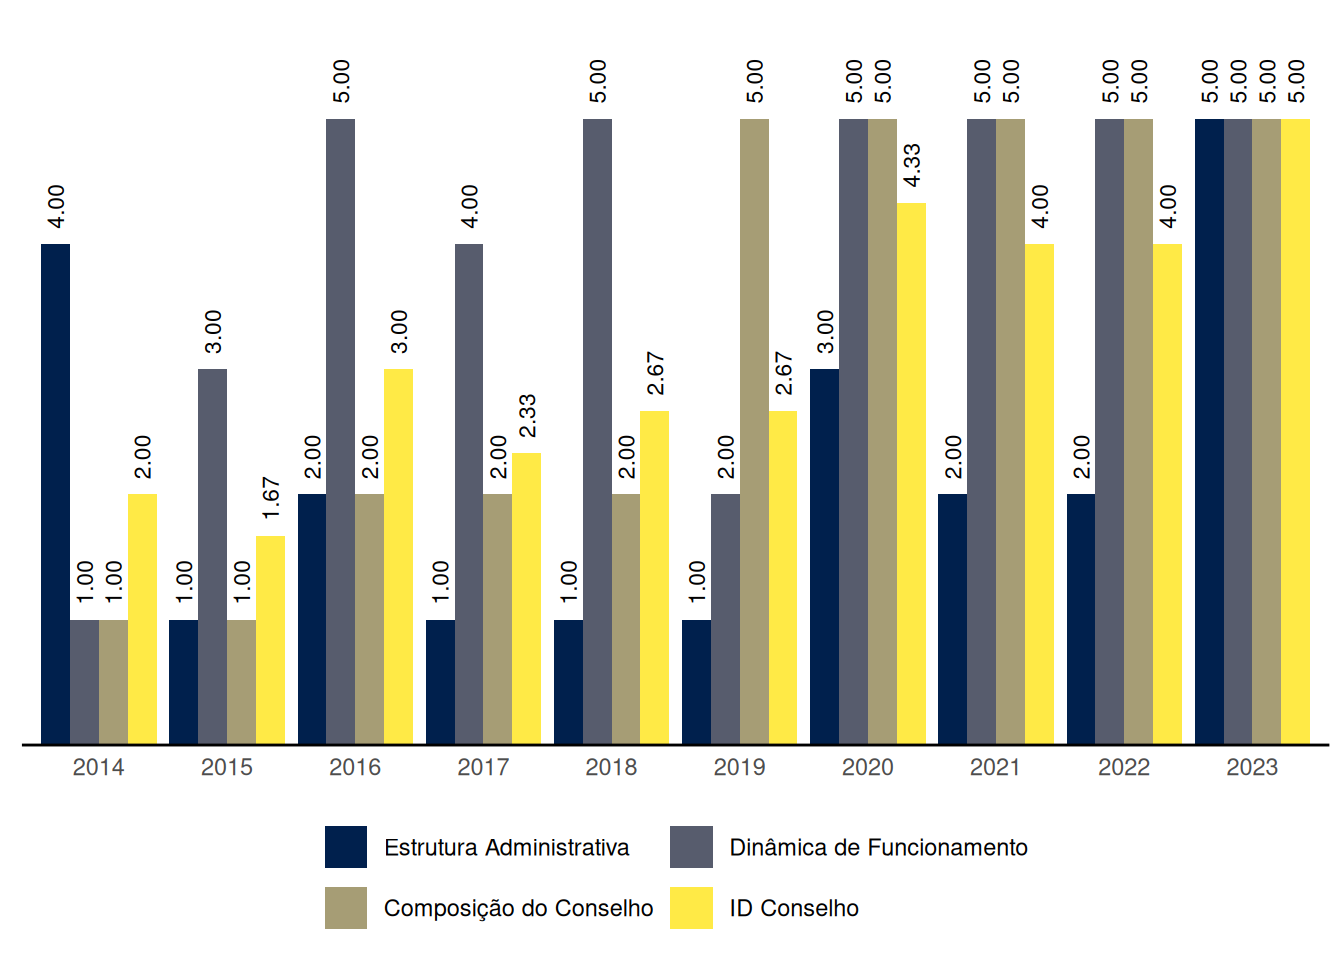 4.00 1.00 1.00 2.00
1.00 3.00 1.00 1.67
2.00 5.00 2.00 3.00
1.00 4.00 2.00 2.33
1.00 5.00 2.00 2.67
1.00 2.00 5.00 2.67
3.00 5.00 5.00 4.33
2.00 5.00 5.00 4.00
2.00 5.00 5.00 4.00
5.00 5.00 5.00 5.00
2014 2015 2016 2017 2018 2019 2020 2021 2022 2023
Estrutura Administrativa Dinâmica de Funcionamento
Composição do Conselho ID Conselho